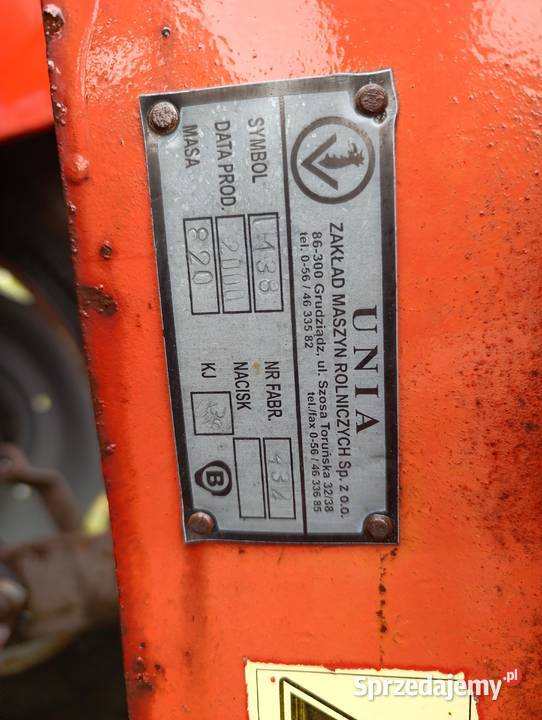 UNIA
ZAKŁAD MASZYN ROLNICZYCH Sp. z o.o.
86-300 Grudziądz, ul. Szosa Toruńska 32/38
tel. 0-56 / 46 335 82 tel./fax 0-56 / 46 336 85
SYMBOL 138 NR FABR.
DATA PROD. 2000 NACISK
MASA 820 KJ B
Sprzedajemy.pl